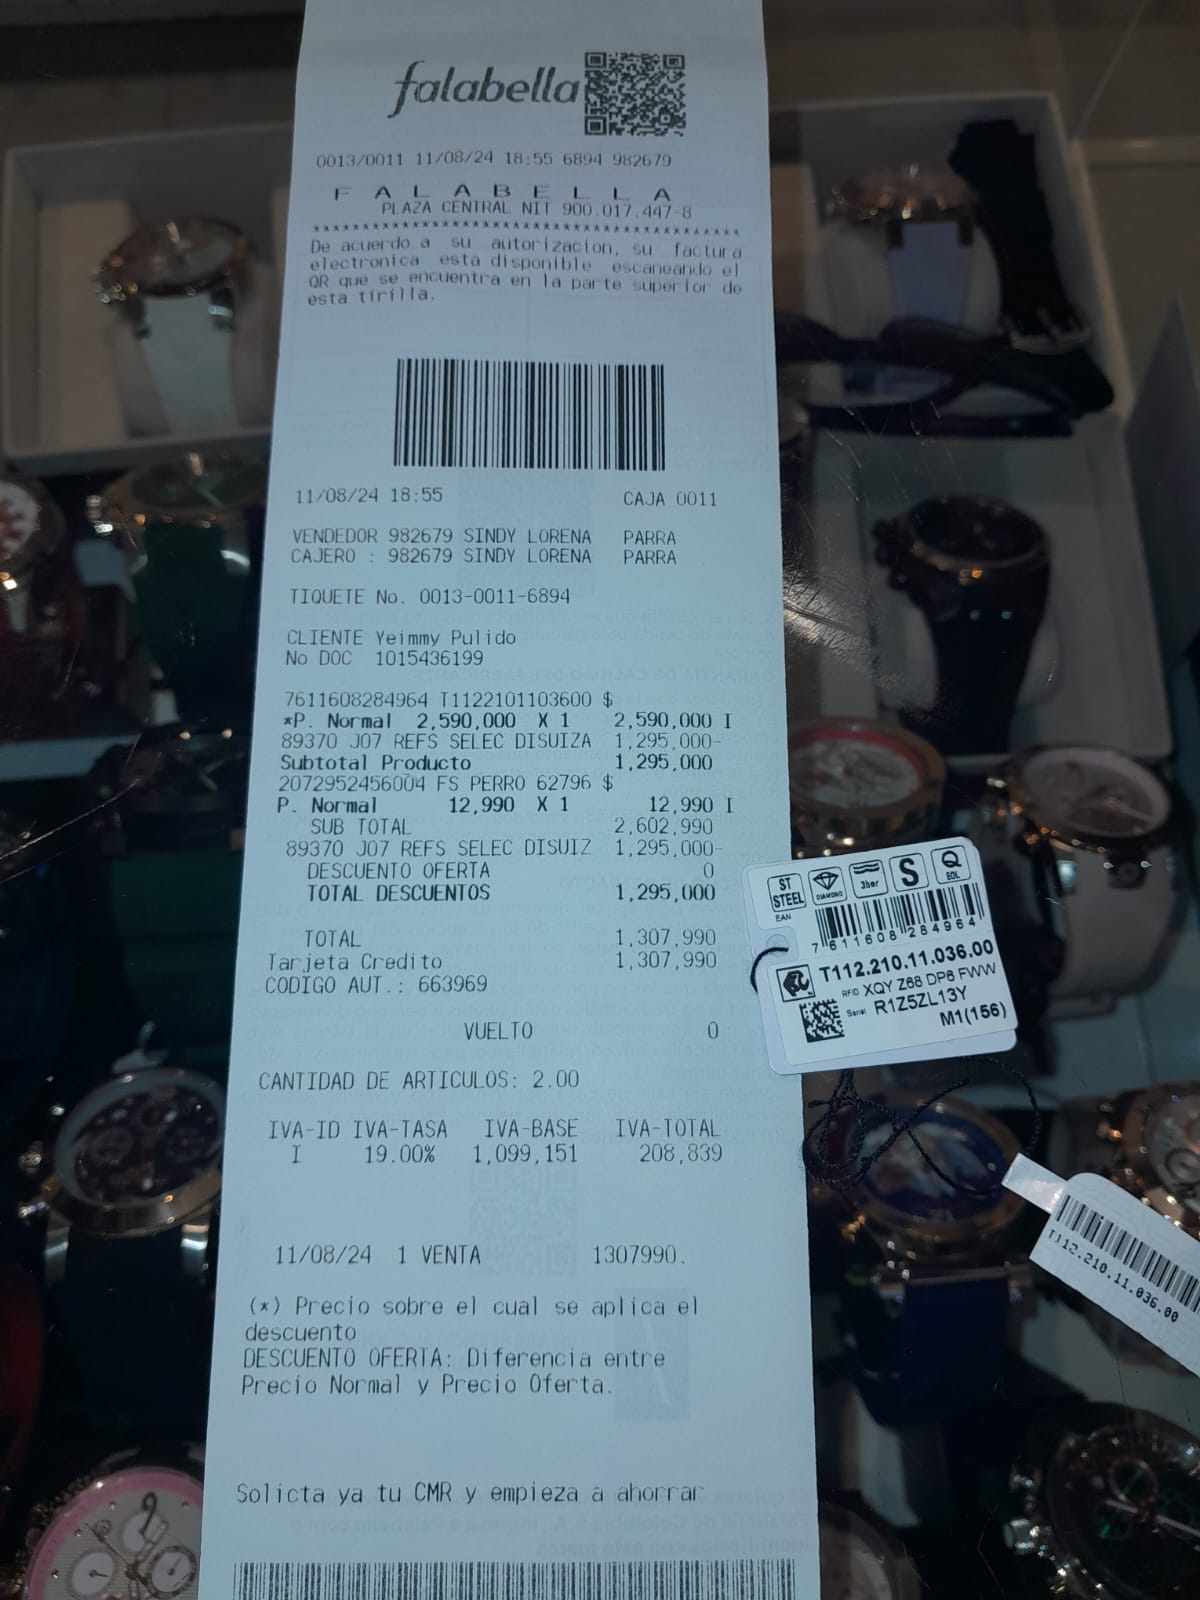 falabella
0013/0011 11/08/24 18:55 6894 982679
F A L A B E L L A
PLAZA CENTRAL NIT 900.017.447-8
****************************************
De acuerdo a su autorizacion, su factura
electronica esta disponible escaneando el
QR que se encuentra en la parte superior de
esta tirilla.
11/08/24 18:55 CAJA 0011
VENDEDOR 982679 SINDY LORENA PARRA
CAJERO : 982679 SINDY LORENA PARRA
TIQUETE No. 0013-0011-6894
CLIENTE Yeimmy Pulido
No DOC 1015436199
7611608284964 T1122101103600 $
*P. Normal 2,590,000 X 1 2,590,000 I
89370 J07 REFS SELEC DISUIZA 1,295,000-
Subtotal Producto 1,295,000
2072952456004 FS PERRO 62796 $
P. Normal 12,990 X 1 12,990 I
SUB TOTAL 2,602,990
89370 J07 REFS SELEC DISUIZ 1,295,000-
DESCUENTO OFERTA 0
TOTAL DESCUENTOS 1,295,000
TOTAL 1,307,990
Tarjeta Credito 1,307,990
CODIGO AUT.: 663969
VUELTO 0
CANTIDAD DE ARTICULOS: 2.00
IVA-ID IVA-TASA IVA-BASE IVA-TOTAL
I 19.00% 1,099,151 208,839
11/08/24 1 VENTA 1307990.
(*) Precio sobre el cual se aplica el
descuento
DESCUENTO OFERTA: Diferencia entre
Precio Normal y Precio Oferta.
Solicta ya tu CMR y empieza a ahorrar
ST STEEL DIAMOND 3bar S Q EOL
EAN
7 611608 284964
T112.210.11.036.00
RFID XQY Z68 DP6 FWW
Serial R1Z5ZL13Y
M1(156)
T112.210.11.036.00